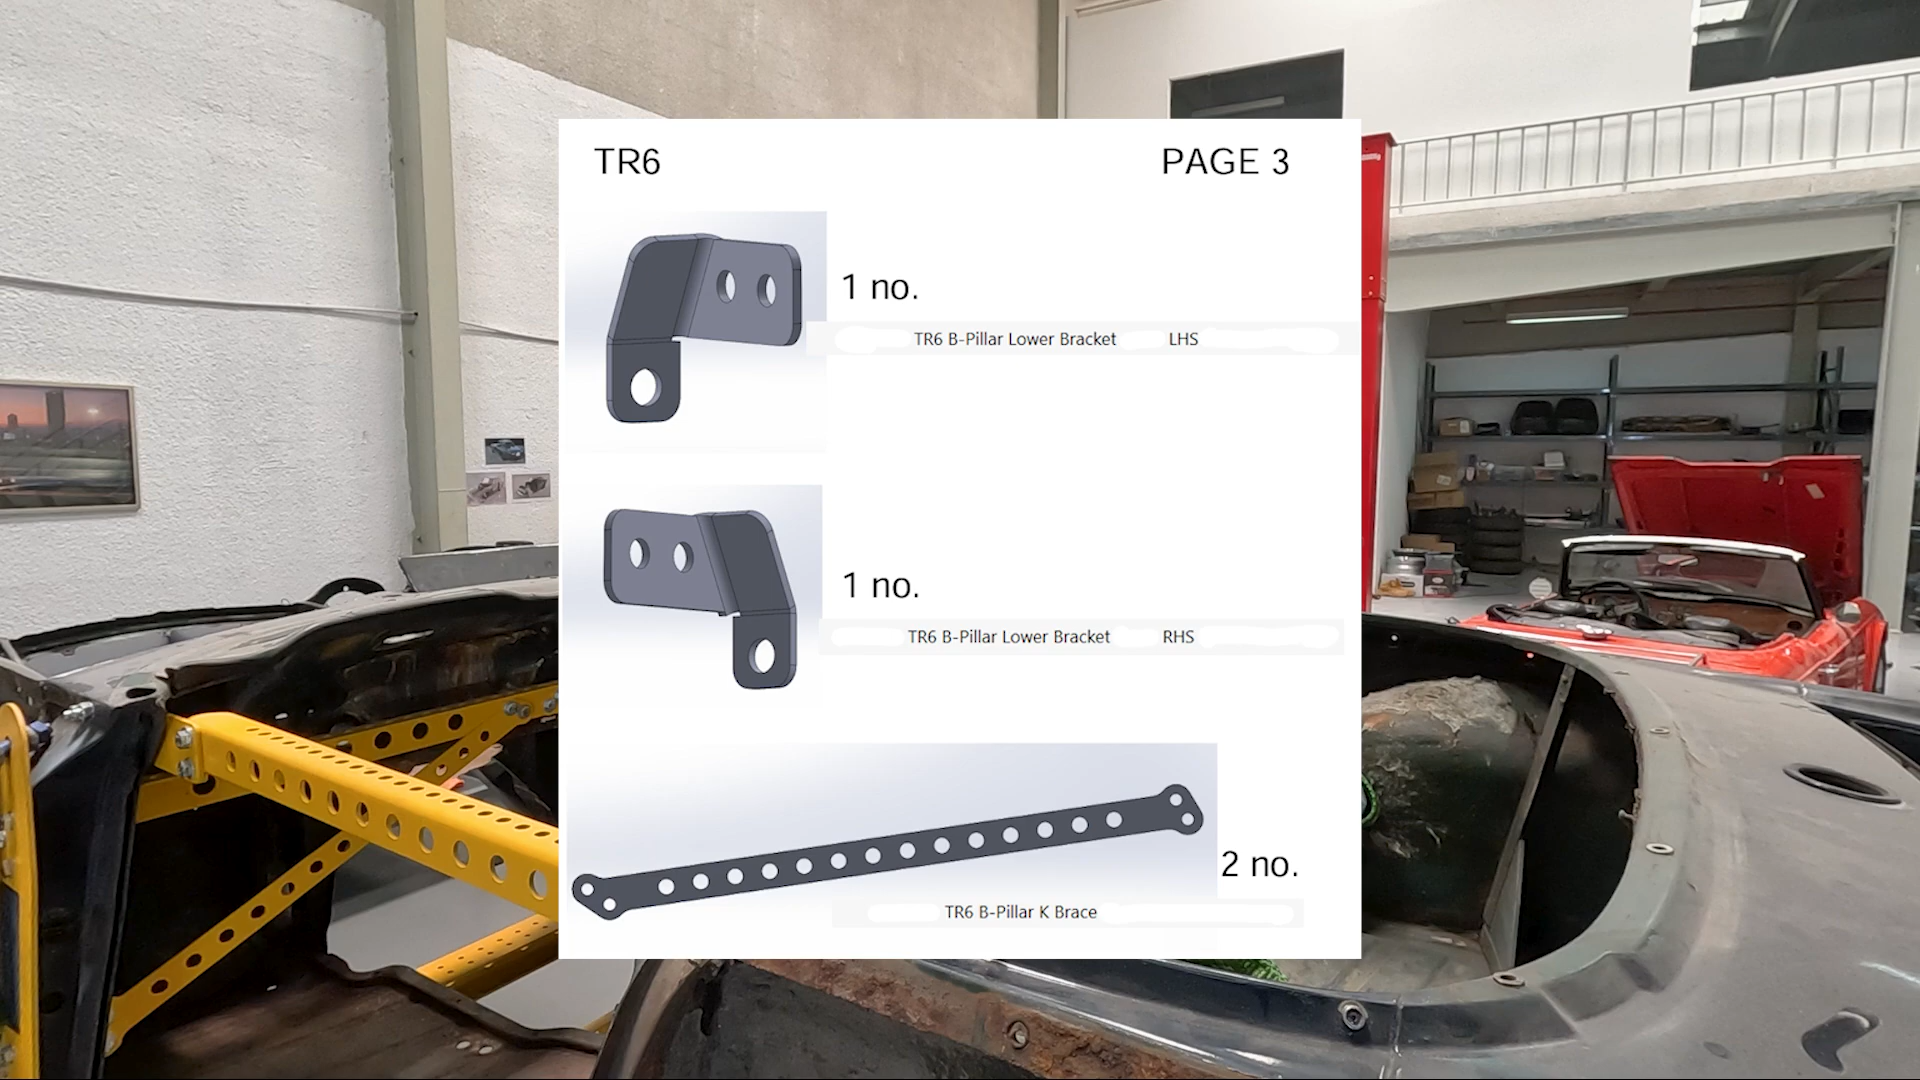 TR6 PAGE 3
1 no.
TR6 B-Pillar Lower Bracket LHS
1 no.
TR6 B-Pillar Lower Bracket RHS
2 no.
TR6 B-Pillar K Brace